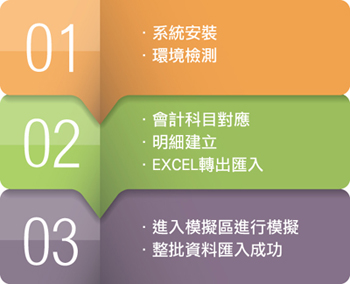 01
· 系統安裝
· 環境檢測
02
· 會計科目對應
· 明細建立
· EXCEL轉出匯入
03
· 進入模擬區進行模擬
· 整批資料匯入成功